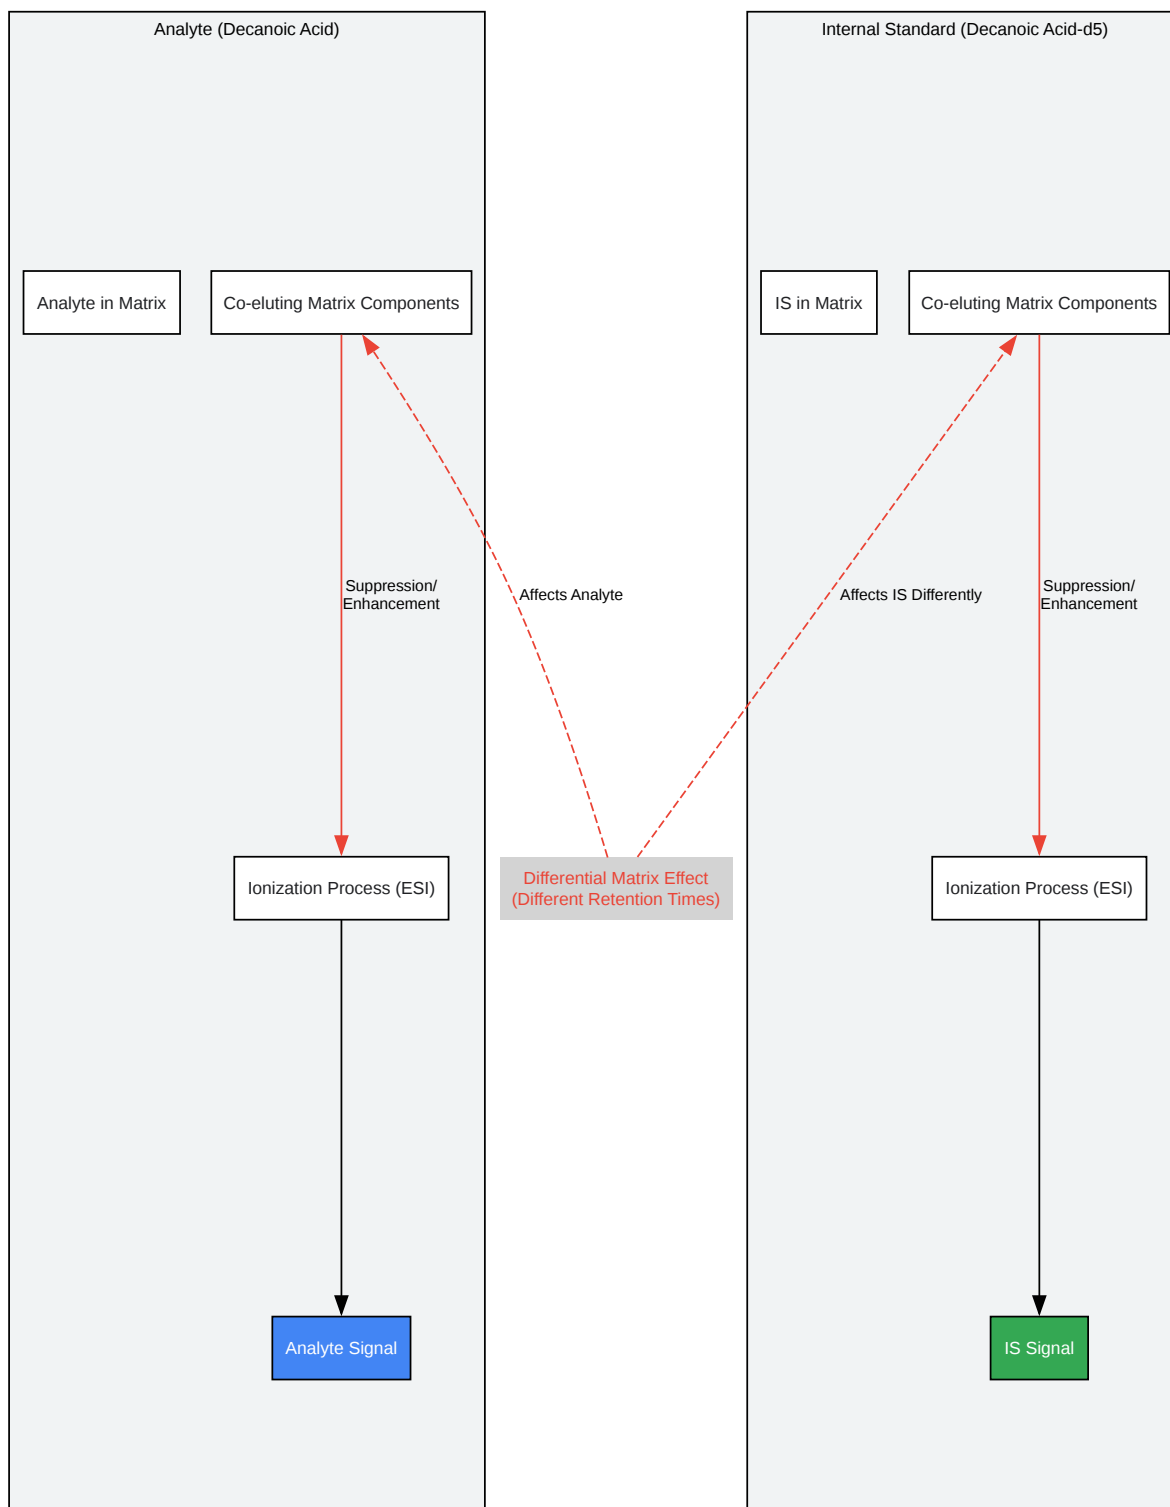 Analyte (Decanoic Acid)
Internal Standard (Decanoic Acid-d5)
Analyte in Matrix
Co-eluting Matrix Components
IS in Matrix
Co-eluting Matrix Components
Suppression/
Enhancement
Affects Analyte
Affects IS Differently
Suppression/
Enhancement
Ionization Process (ESI)
Differential Matrix Effect
(Different Retention Times)
Ionization Process (ESI)
Analyte Signal
IS Signal